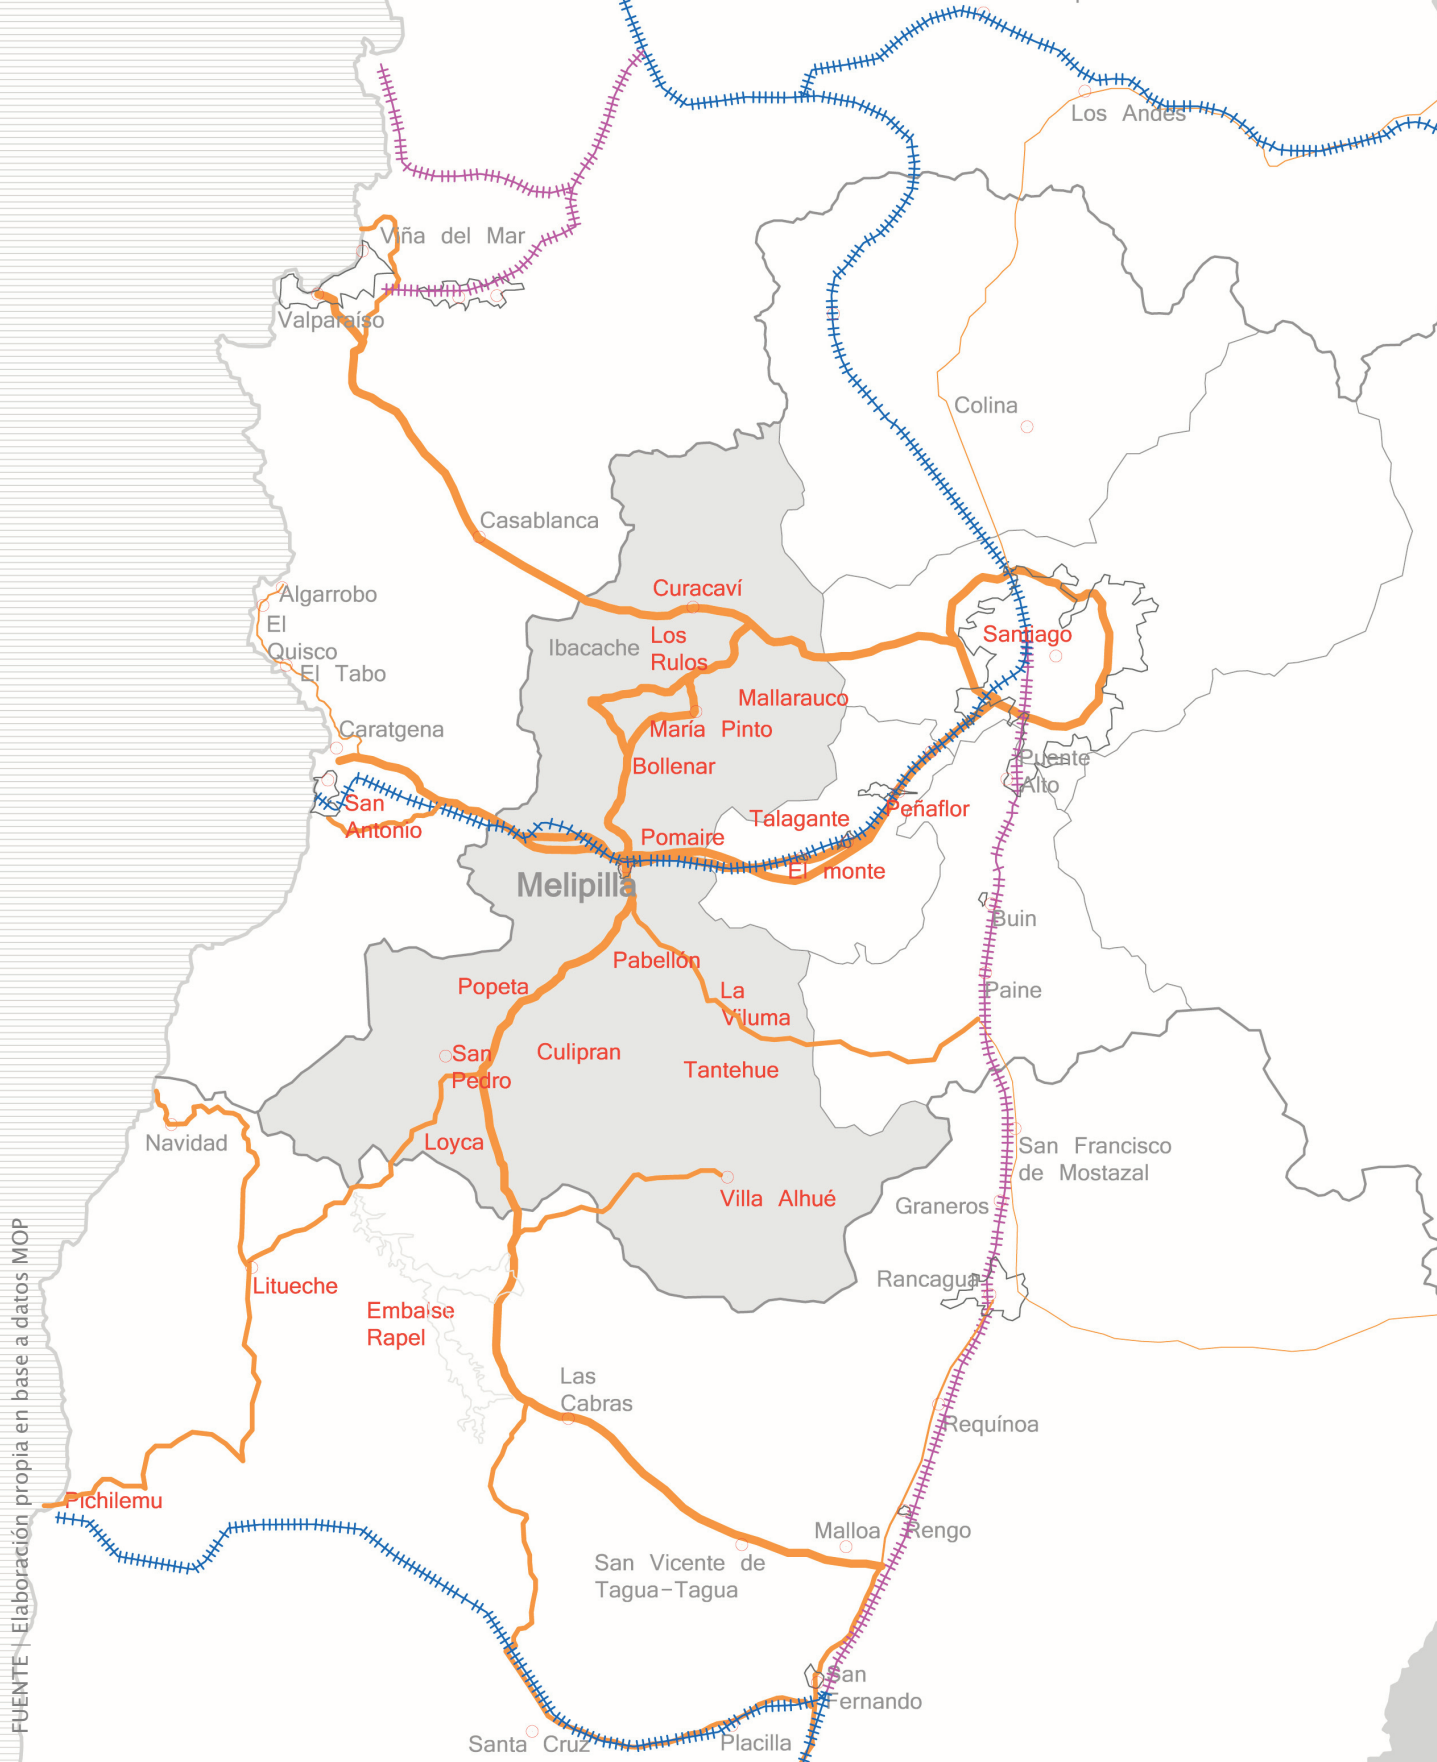 Los Andes
Viña del Mar
Valparaíso
Colina
Casablanca
Algarrobo
El
Quisco
El Tabo
Caratgena
San
Antonio
Curacaví
Ibacache
Los
Rulos
Mallarauco
María Pinto
Bollenar
Santiago
Puente
Alto
Peñaflor
Talagante
Pomaire
El monte
Melipilla
Buin
Pabellón
Popeta
La
Viluma
Paine
San
Pedro
Culipran
Tantehue
Loyca
Navidad
San Francisco
de Mostazal
Villa Alhué
Graneros
Rancagua
Litueche
Embalse
Rapel
Las
Cabras
Requínoa
Pichilemu
Malloa
Rengo
San Vicente de
Tagua-Tagua
San
Fernando
Santa Cruz
Placilla
FUENTE | Elaboración propia en base a datos MOP